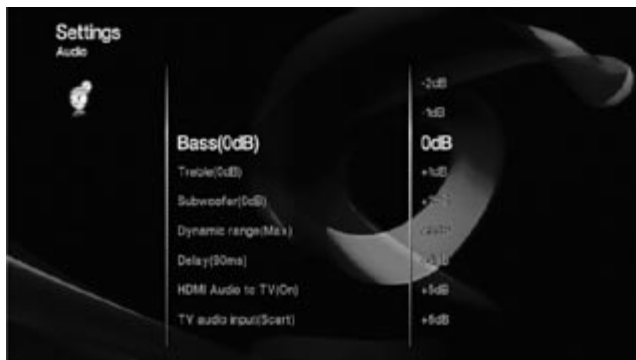 Settings
Audio
-2dB
-1dB
Bass(0dB)
0dB
Treble(0dB)
+1dB
Subwoofer(0dB)
Dynamic range(Max)
Delay(90ms)
HDMI Audio to TV(On)
+5dB
TV audio input(Scart)
+6dB